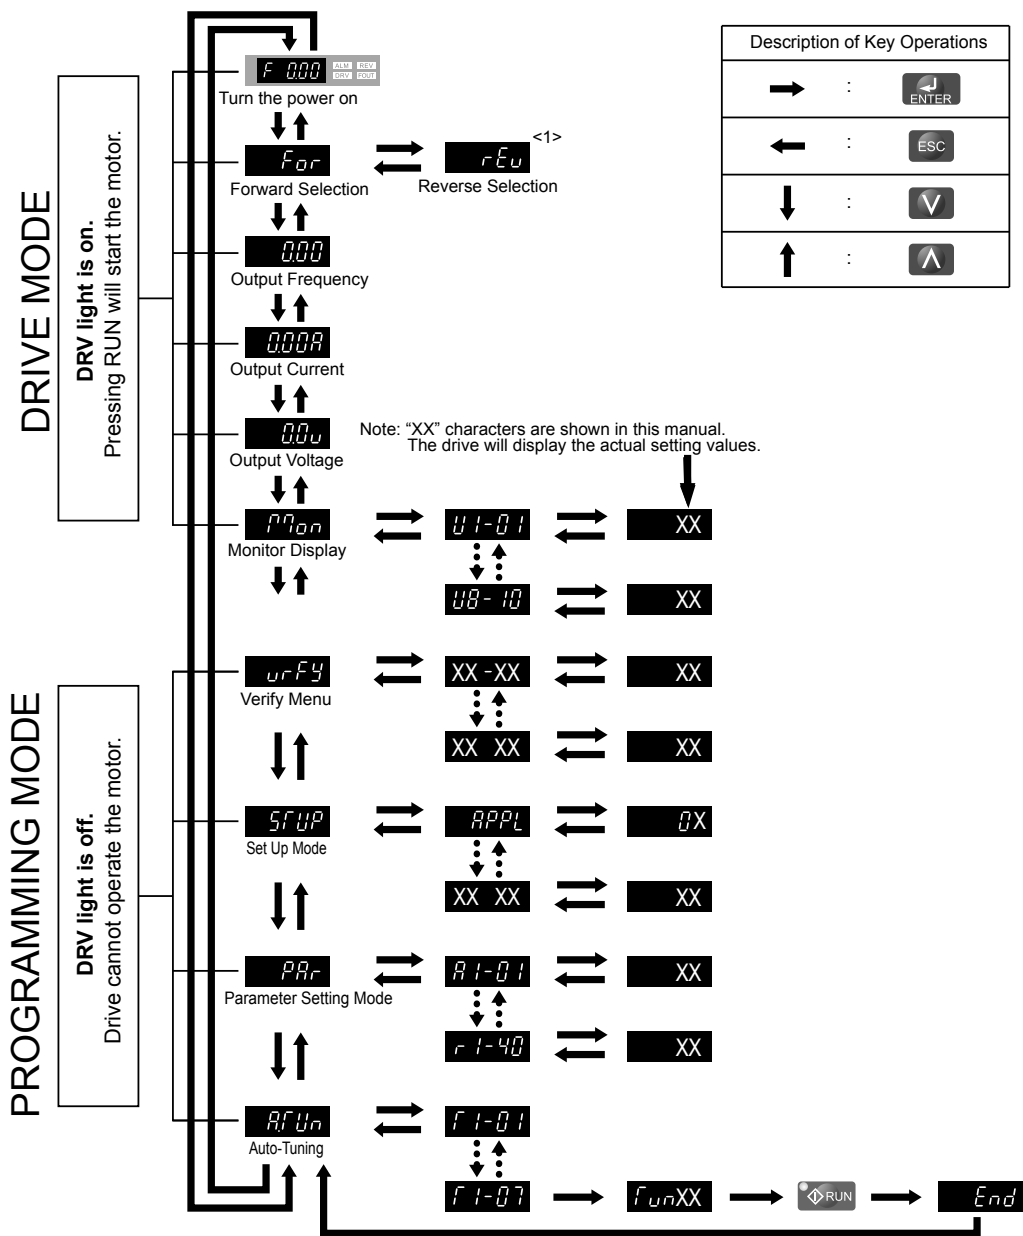 DRIVE MODE
DRV light is on.
Pressing RUN will start the motor.
F 0.00
ALM REV
DRV FOUT
Turn the power on
For
Forward Selection
rEv
<1>
Reverse Selection
0.00
Output Frequency
0.00A
Output Current
0.0v
Output Voltage
Mon
Monitor Display
U1-01
XX
U8-10
XX
Note: “XX” characters are shown in this manual.
The drive will display the actual setting values.
Description of Key Operations
: ENTER
: ESC
: V
: Λ
PROGRAMMING MODE
DRV light is off.
Drive cannot operate the motor.
vrFY
Verify Menu
XX -XX
XX
XX XX
XX
STUP
Set Up Mode
APPL
0X
XX XX
XX
PAr
Parameter Setting Mode
A1-01
XX
r1-40
XX
A.TUn
Auto-Tuning
T1-01
T1-07
TunXX
RUN
End